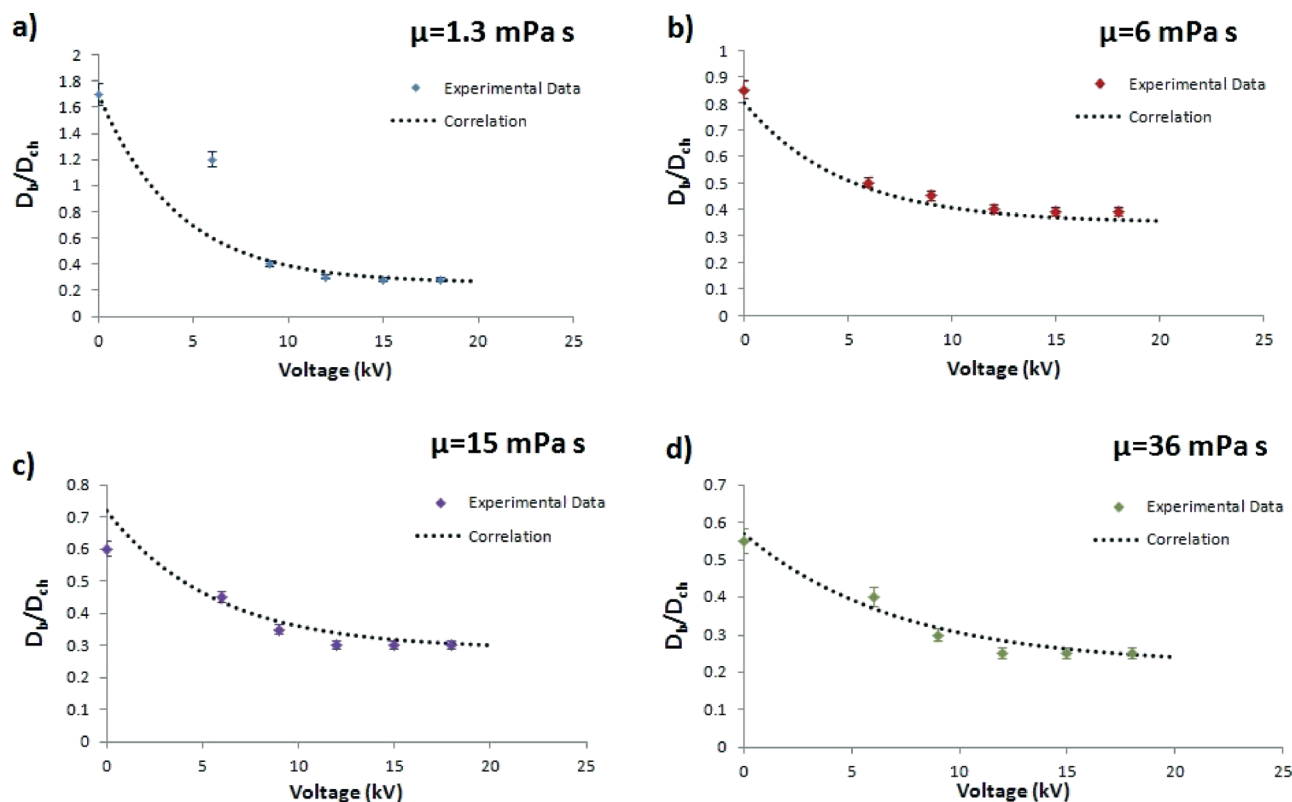 a)
μ=1.3 mPa s
2
1.8
1.6
1.4
1.2
1
0.8
0.6
0.4
0.2
0
D_b/D_ch
Experimental Data
Correlation
0 5 10 15 20 25
Voltage (kV)
b)
μ=6 mPa s
1
0.9
0.8
0.7
0.6
0.5
0.4
0.3
0.2
0.1
0
D_b/D_ch
Experimental Data
Correlation
0 5 10 15 20 25
Voltage (kV)
c)
μ=15 mPa s
0.8
0.7
0.6
0.5
0.4
0.3
0.2
0.1
0
D_b/D_ch
Experimental Data
Correlation
0 5 10 15 20 25
Voltage (kV)
d)
μ=36 mPa s
0.7
0.6
0.5
0.4
0.3
0.2
0.1
0
D_b/D_ch
Experimental Data
Correlation
0 5 10 15 20 25
Voltage (kV)